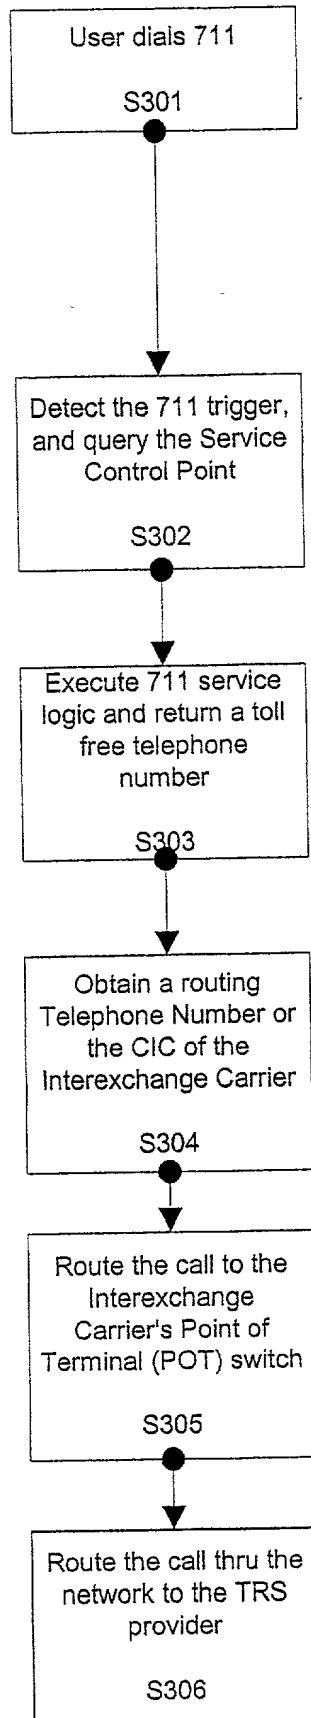 User dials 711
S301
Detect the 711 trigger,
and query the Service
Control Point
S302
Execute 711 service
logic and return a toll
free telephone
number
S303
Obtain a routing
Telephone Number or
the CIC of the
Interexchange Carrier
S304
Route the call to the
Interexchange
Carrier's Point of
Terminal (POT) switch
S305
Route the call thru the
network to the TRS
provider
S306